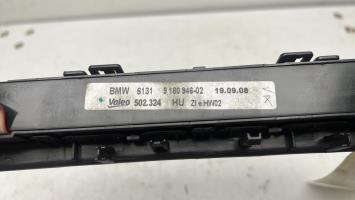 BMW 6131 9 180 946-02 19.09.08
Valeo 502.324 HU ZI e:HW02